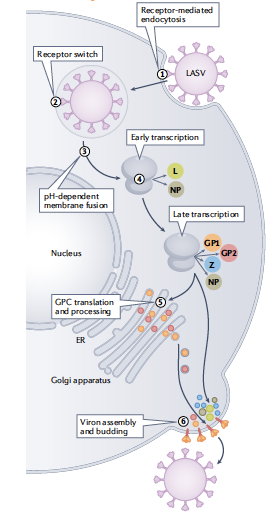 Receptor-mediated
endocytosis
1
LASV
Receptor switch
2
3
Early transcription
4
L
NP
pH-dependent
membrane fusion
Late transcription
GP1
GP2
Z
NP
Nucleus
GPC translation
and processing
5
ER
Golgi apparatus
Viron assembly
and budding
6